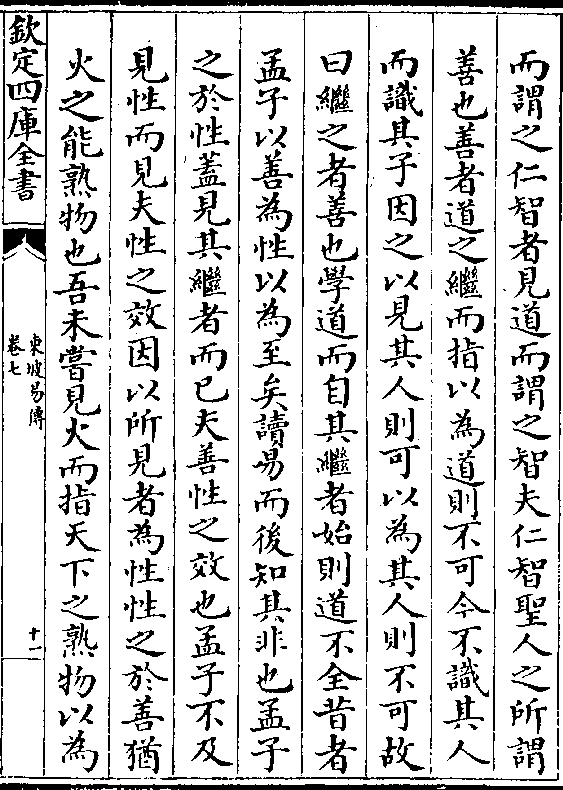 而謂之仁智者見道而謂之智夫仁智聖人之所謂
善也善者道之繼而指以為道則不可今不識其人
而識其子因之以見其人則可以為其人則不可故
曰繼之者善也學道而自其繼者始則道不全昔者
孟子以善為性以為至矣讀易而後知其非也孟子
之於性蓋見其繼者而已夫善性之效也孟子不及
見性而見夫性之效因以所見者為性性之於善猶
火之能熟物也吾未嘗見火而指天下之熟物以為
欽定四庫全書
東坡易傳
卷七
十一